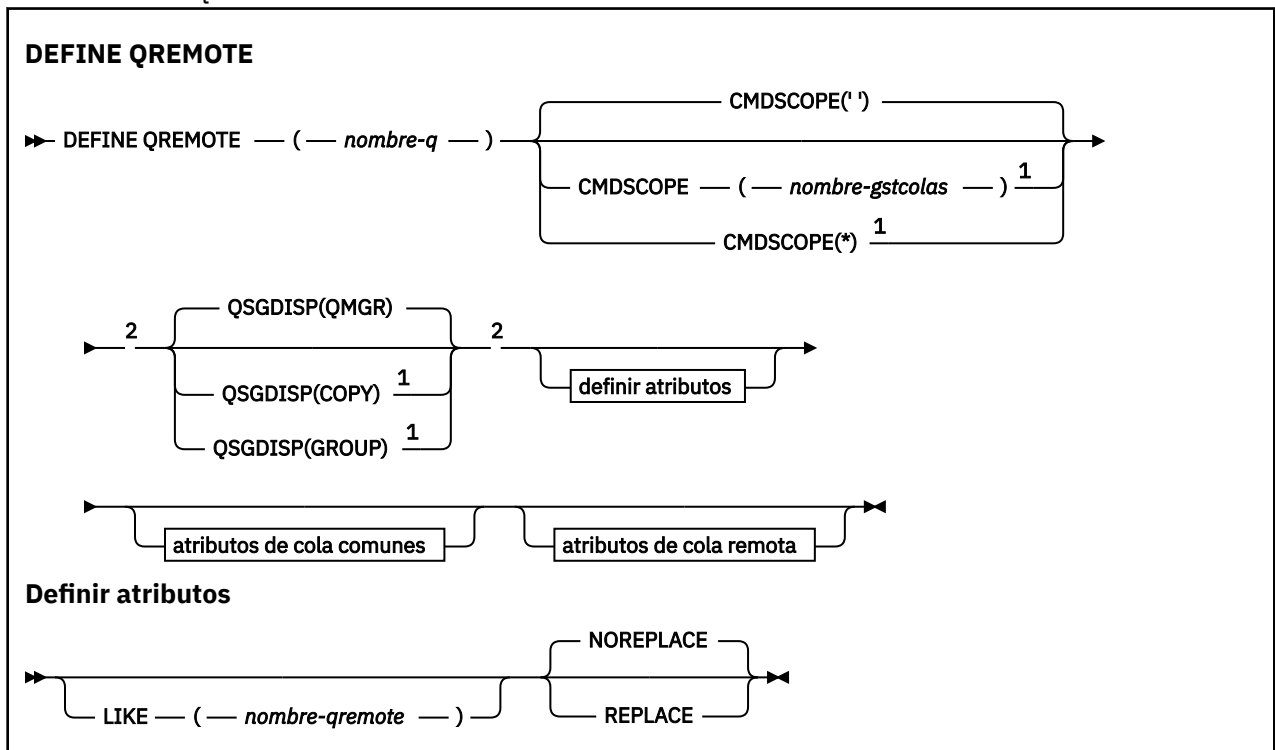 DEFINE QREMOTE
CMDSCOPE(' ')
DEFINE QREMOTE ( nombre-q )
CMDSCOPE ( nombre-gstcolas ) 1
CMDSCOPE(*) 1
QSGDISP(QMGR)
2 2
QSGDISP(COPY) 1
definir atributos
QSGDISP(GROUP) 1
atributos de cola comunes atributos de cola remota
Definir atributos
NOREPLACE
LIKE ( nombre-qremote ) REPLACE